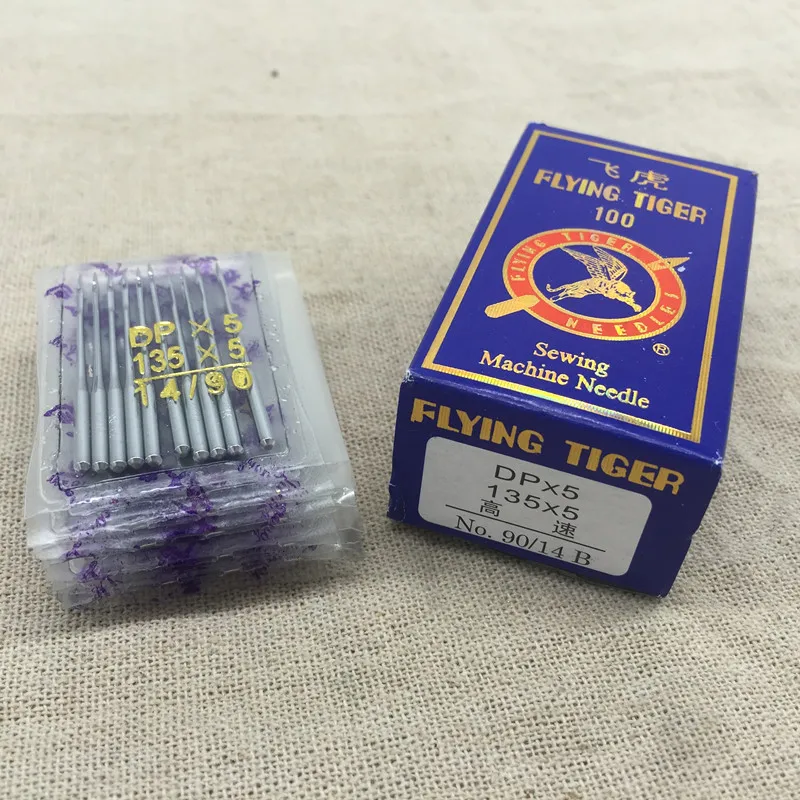 DP × 5
135 × 5
14/90
飞虎
FLYING TIGER
100
FLYING TIGER
NEEDLES
®
Sewing
Machine Needle
FLYING TIGER
DP×5
135×5
高 速
No. 90/14 B